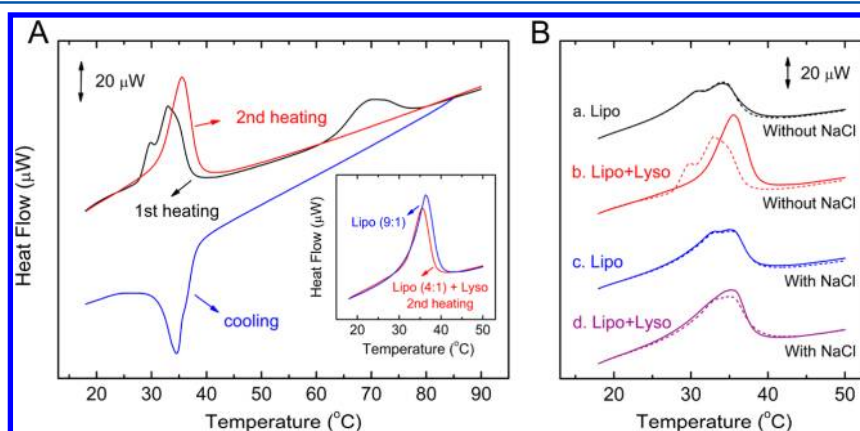 A
20 μW
2nd heating
1st heating
cooling
Heat Flow (μW)
20 30 40 50 60 70 80 90
Temperature (°C)
Lipo (9:1)
Lipo (4:1) + Lyso
2nd heating
Heat Flow (μW)
20 30 40 50
Temperature (°C)
B
20 μW
a. Lipo
Without NaCl
b. Lipo+Lyso
Without NaCl
c. Lipo
With NaCl
d. Lipo+Lyso
With NaCl
20 30 40 50
Temperature (°C)